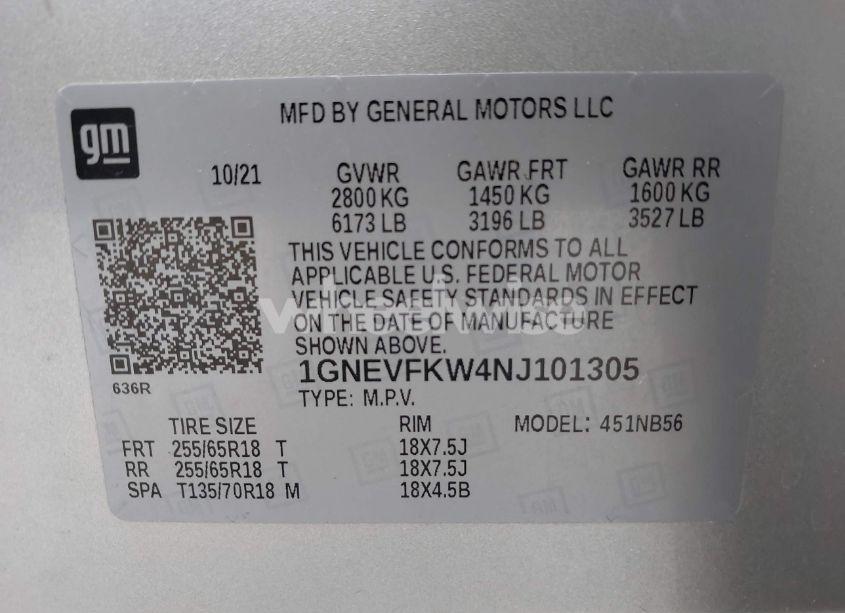 gm
MFD BY GENERAL MOTORS LLC
10/21 GVWR GAWR FRT GAWR RR
2800 KG 1450 KG 1600 KG
6173 LB 3196 LB 3527 LB
THIS VEHICLE CONFORMS TO ALL
APPLICABLE U.S. FEDERAL MOTOR
VEHICLE SAFETY STANDARDS IN EFFECT
ON THE DATE OF MANUFACTURE
SHOWN ABOVE.
1GNEVFKW4NJ101305
636R
TYPE: M.P.V.
TIRE SIZE RIM MODEL: 451NB56
FRT 255/65R18 T 18X7.5J
RR 255/65R18 T 18X7.5J
SPA T135/70R18 M 18X4.5B